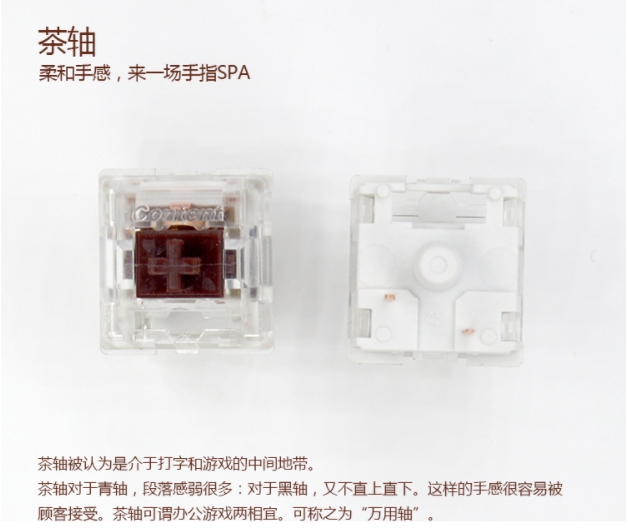 茶轴
柔和手感，来一场手指SPA
Content
茶轴被认为是介于打字和游戏的中间地带。
茶轴对于青轴，段落感弱很多：对于黑轴，又不直上直下。这样的手感很容易被
顾客接受。茶轴可谓办公游戏两相宜。可称之为“万用轴”。